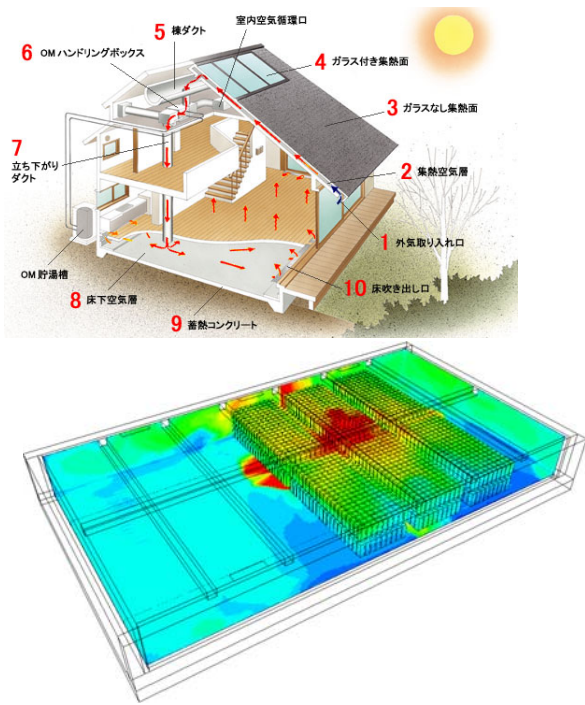 6 OMハンドリングボックス
5 棟ダクト
室内空気循環口
4 ガラス付き集熱面
3 ガラスなし集熱面
7
立ち下がり
ダクト
2 集熱空気層
1 外気取り入れ口
OM貯湯槽
8 床下空気層
10 床吹き出し口
9 蓄熱コンクリート